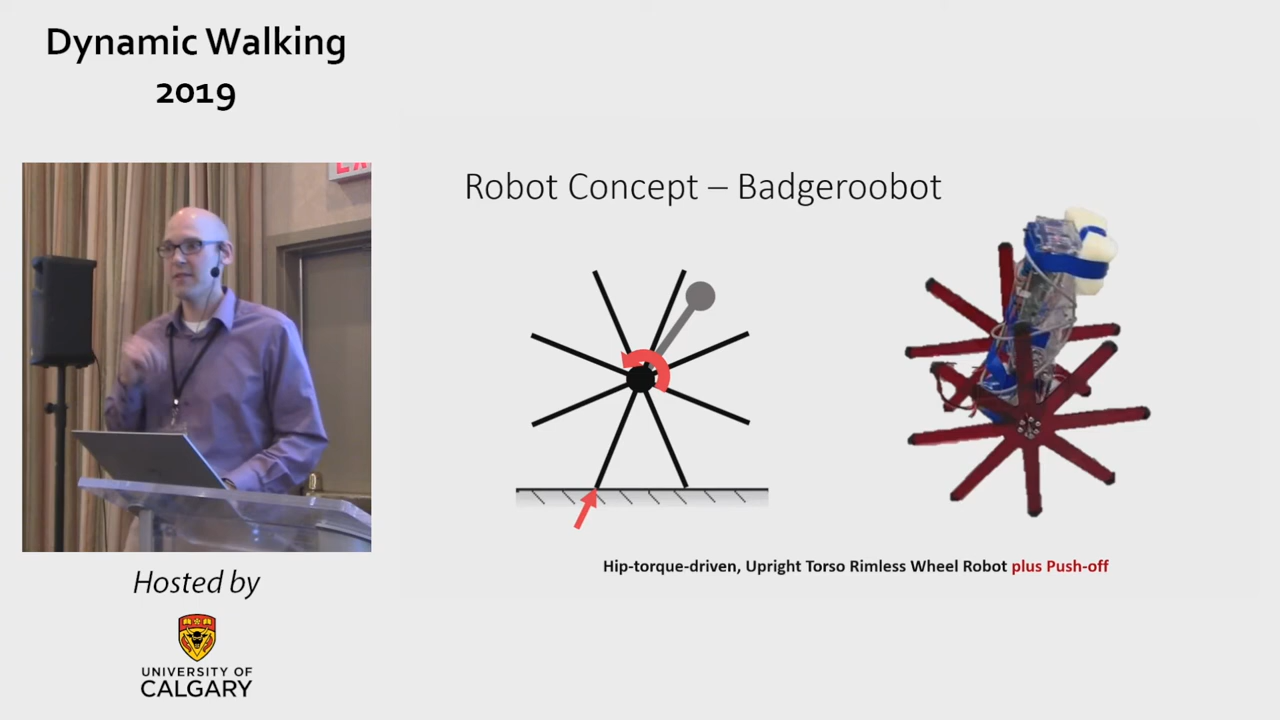 Dynamic Walking
2019
Robot Concept – Badgeroobot
Hip-torque-driven, Upright Torso Rimless Wheel Robot plus Push-off
Hosted by
UNIVERSITY OF
CALGARY